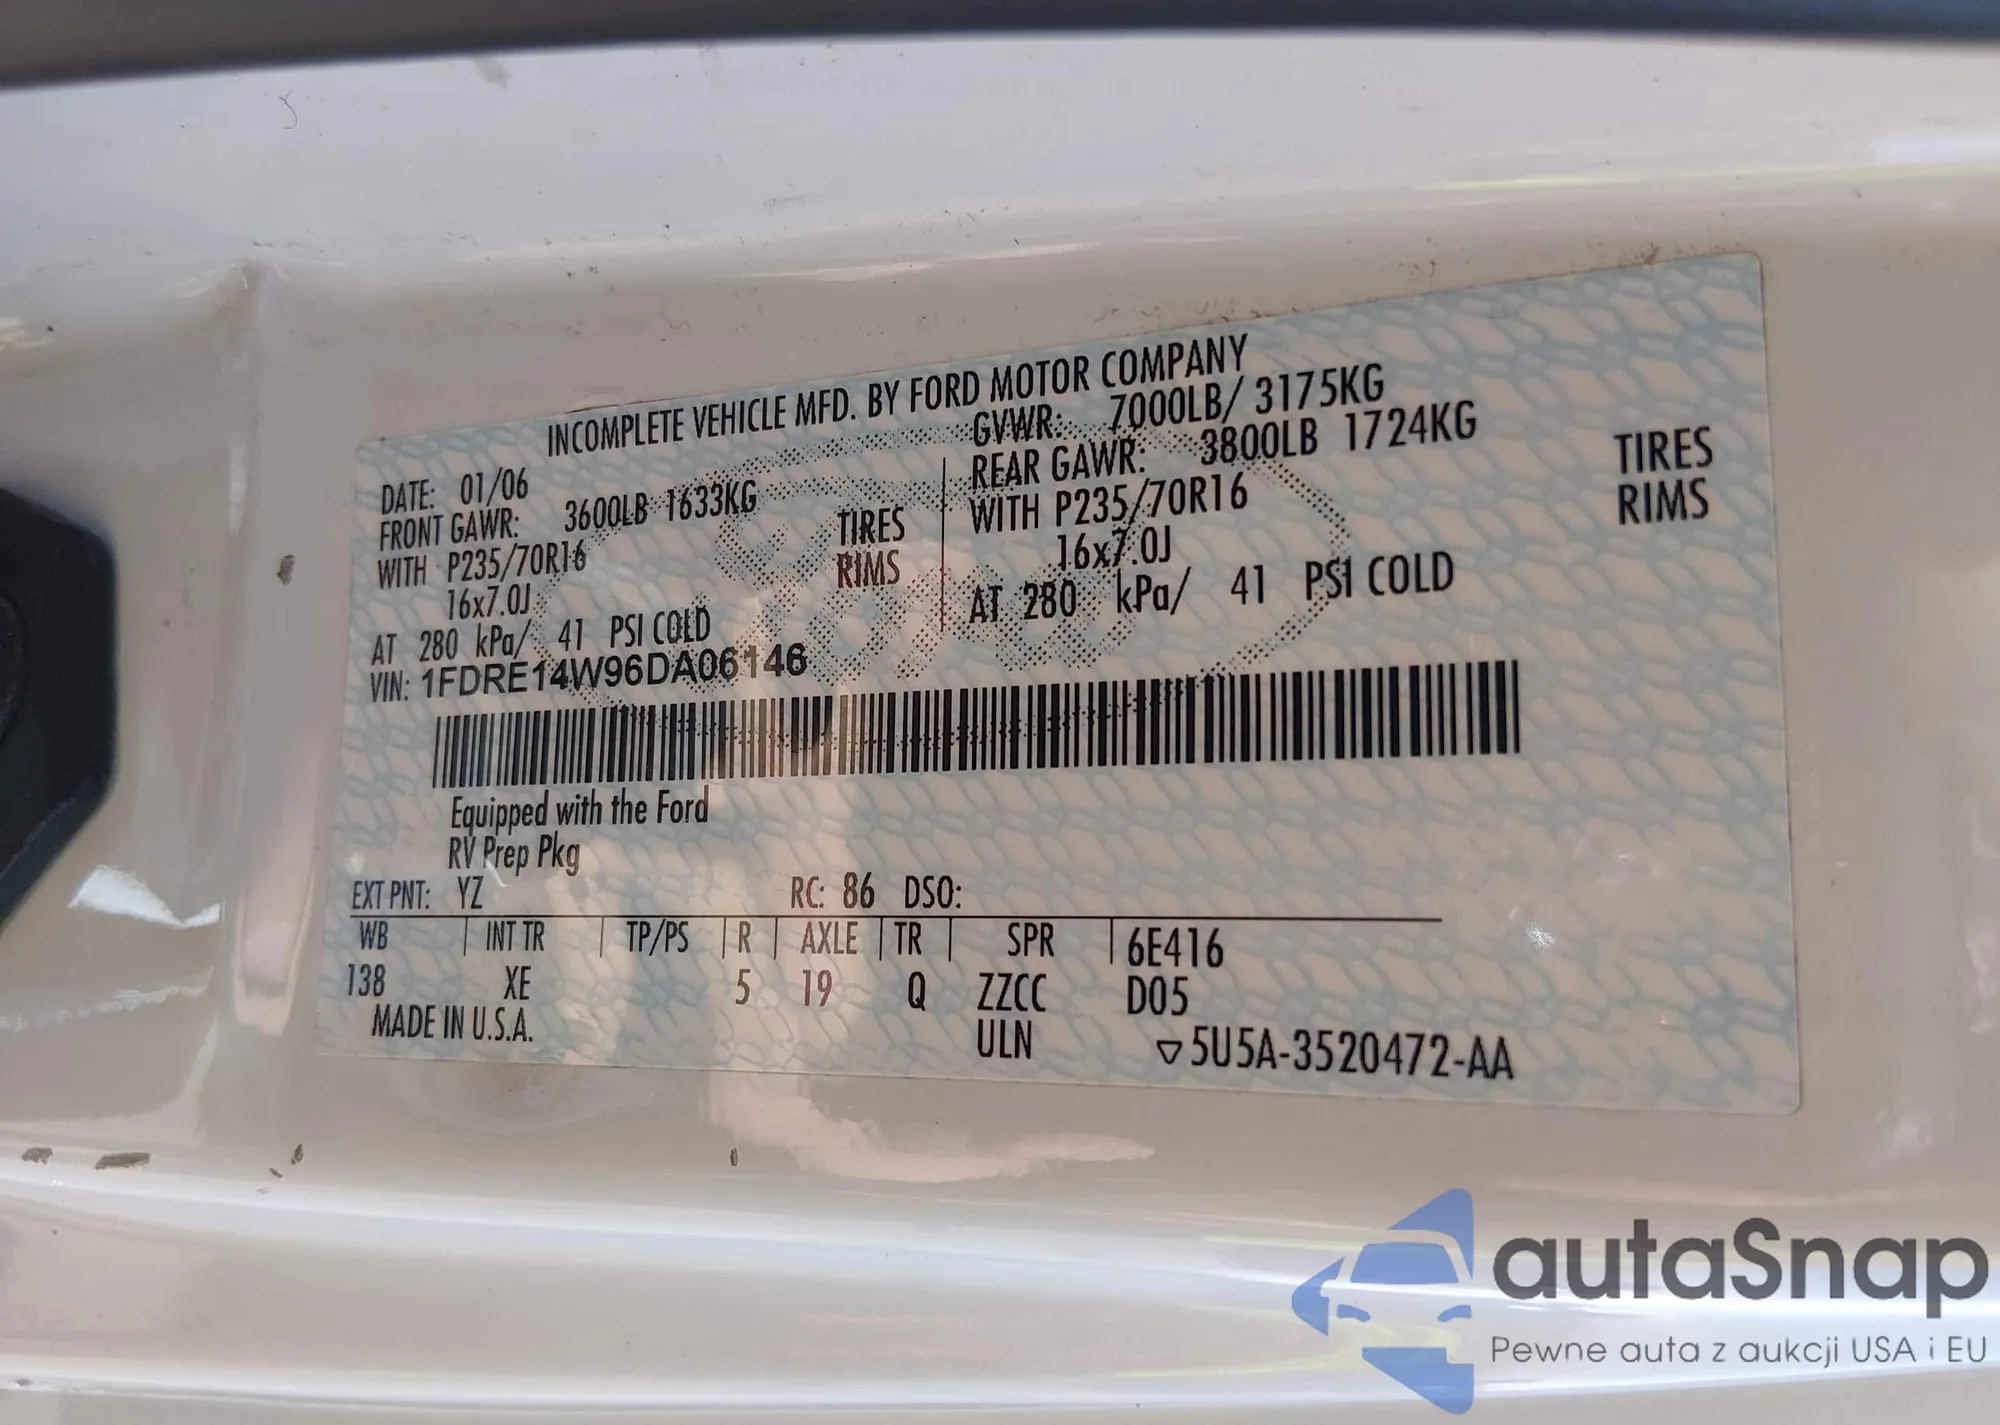 INCOMPLETE VEHICLE MFD. BY FORD MOTOR COMPANY
DATE: 01/06
GVWR: 7000LB/ 3175KG
FRONT GAWR: 3600LB 1633KG
REAR GAWR: 3800LB 1724KG
WITH P235/70R16 TIRES
WITH P235/70R16 TIRES
16x7.0J RIMS
16x7.0J RIMS
AT 280 kPa/ 41 PSI COLD
AT 280 kPa/ 41 PSI COLD
VIN: 1FDRE14W96DA06146
Equipped with the Ford
RV Prep Pkg
EXT PNT: YZ RC: 86 DSO:
WB INT TR TP/PS R AXLE TR SPR 6E416
138 XE 5 19 Q ZZCC D05
MADE IN U.S.A. ULN ▽5U5A-3520472-AA
autaSnap
Pewne auta z aukcji USA i EU